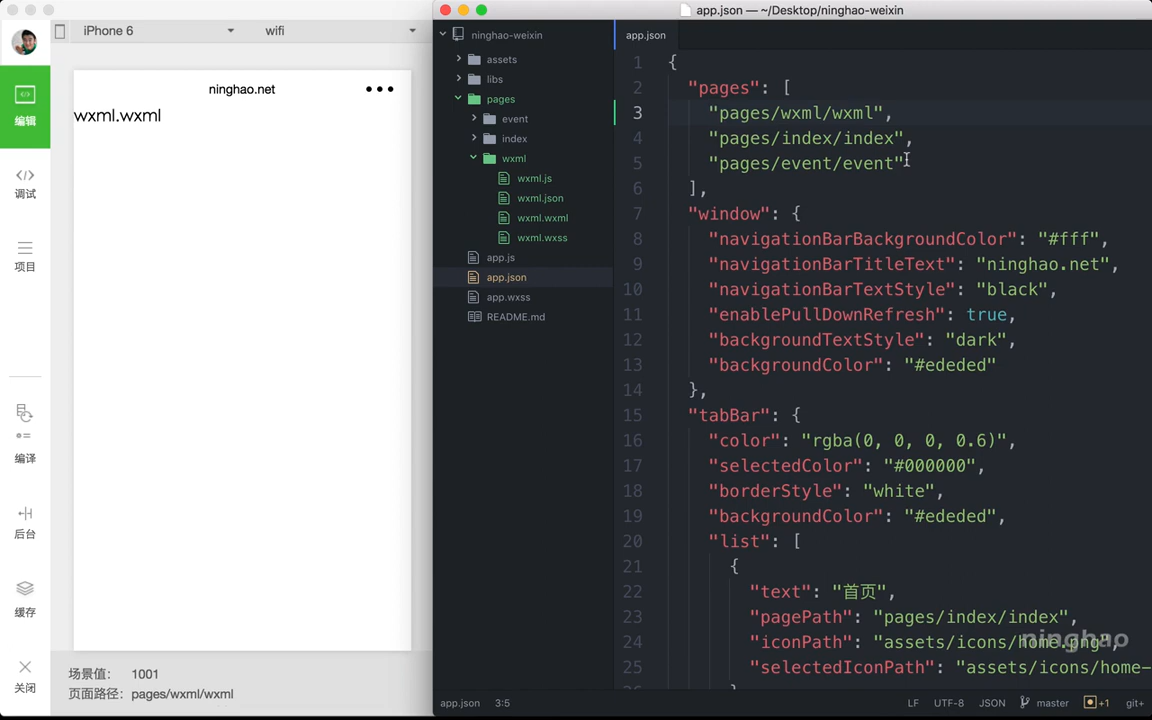 iPhone 6
wifi
编辑
调试
项目
编译
后台
缓存
关闭
ninghao.net
wxml.wxml
场景值： 1001
页面路径： pages/wxml/wxml
app.json — ~/Desktop/ninghao-weixin
ninghao-weixin
assets
libs
pages
event
index
wxml
wxml.js
wxml.json
wxml.wxml
wxml.wxss
app.js
app.json
app.wxss
README.md
app.json
1 {
2 "pages": [
3 "pages/wxml/wxml",
4 "pages/index/index",
5 "pages/event/event"
6 ],
7 "window": {
8 "navigationBarBackgroundColor": "#fff",
9 "navigationBarTitleText": "ninghao.net",
10 "navigationBarTextStyle": "black",
11 "enablePullDownRefresh": true,
12 "backgroundTextStyle": "dark",
13 "backgroundColor": "#ededed"
14 },
15 "tabBar": {
16 "color": "rgba(0, 0, 0, 0.6)",
17 "selectedColor": "#000000",
18 "borderStyle": "white",
19 "backgroundColor": "#ededed",
20 "list": [
21 {
22 "text": "首页",
23 "pagePath": "pages/index/index",
24 "iconPath": "assets/icons/home.png",
25 "selectedIconPath": "assets/icons/home-
ninghao
app.json 3:5
LF UTF-8 JSON master +1 git+